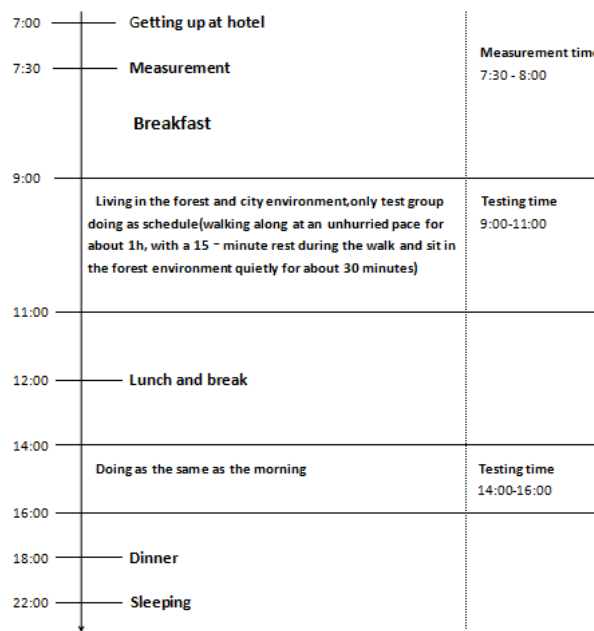 7:00 Getting up at hotel
7:30 Measurement
Measurement time
7:30 - 8:00
Breakfast
9:00
Living in the forest and city environment,only test group
doing as schedule(walking along at an unhurried pace for
about 1h, with a 15 - minute rest during the walk and sit in
the forest environment quietly for about 30 minutes)
Testing time
9:00-11:00
11:00
12:00 Lunch and break
14:00
Doing as the same as the morning
Testing time
14:00-16:00
16:00
18:00 Dinner
22:00 Sleeping